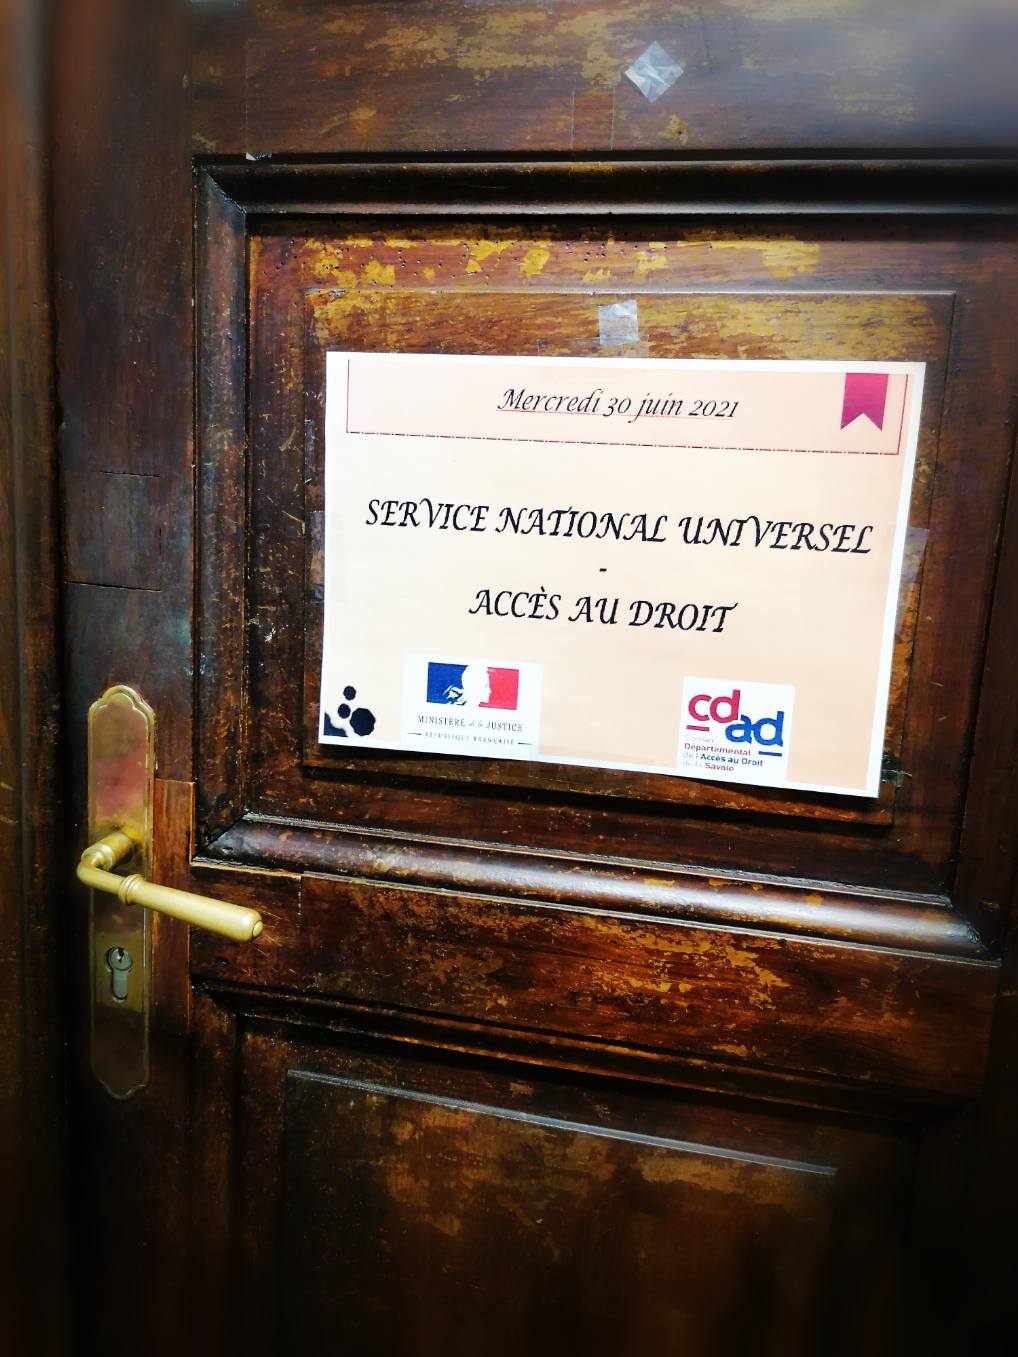 Mercredi 30 juin 2021
SERVICE NATIONAL UNIVERSEL
-
ACCÈS AU DROIT
MINISTÈRE de la JUSTICE
RÉPUBLIQUE FRANÇAISE
cdad
Conseil
Départemental
de l'Accès au Droit
de la Savoie